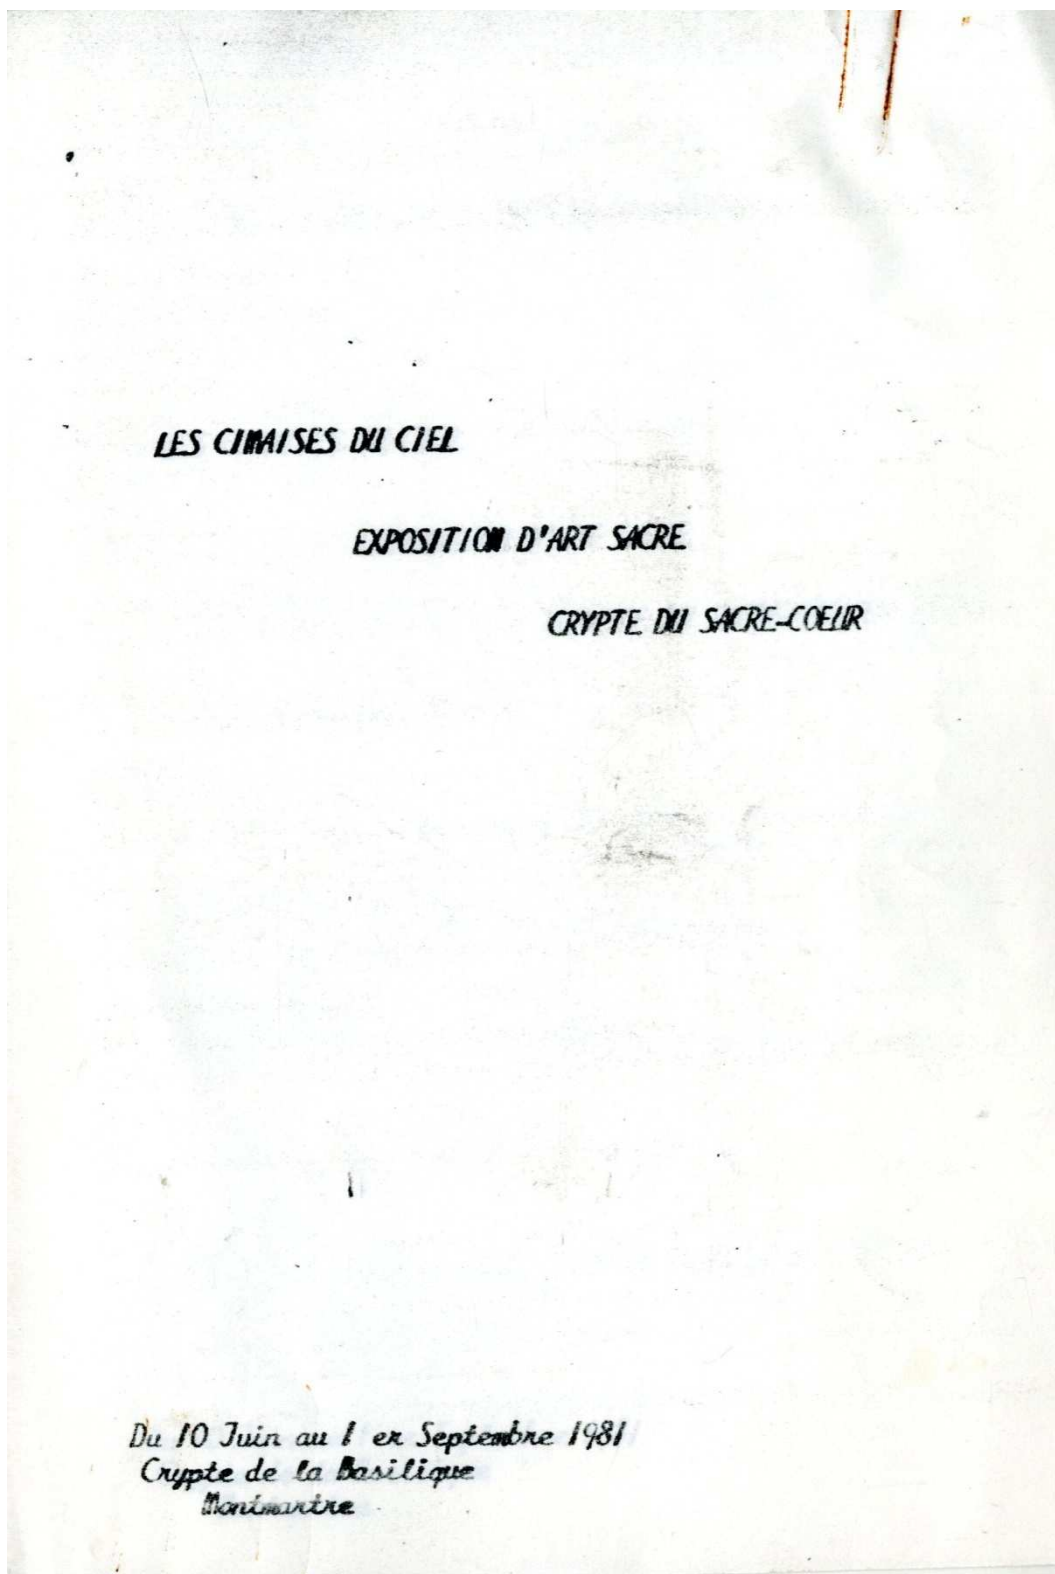 LES CIMAISES DU CIEL
EXPOSITION D'ART SACRE
CRYPTE DU SACRE-COEUR
Du 10 Juin au 1 er Septembre 1981
Crypte de la Basilique
Montmartre